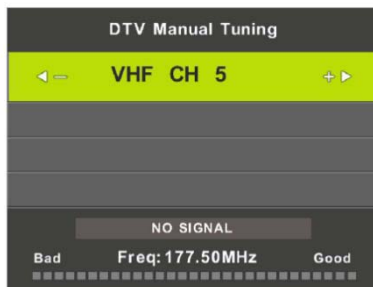 DTV Manual Tuning
VHF CH 5
NO SIGNAL
Bad Freq:177.50MHz Good